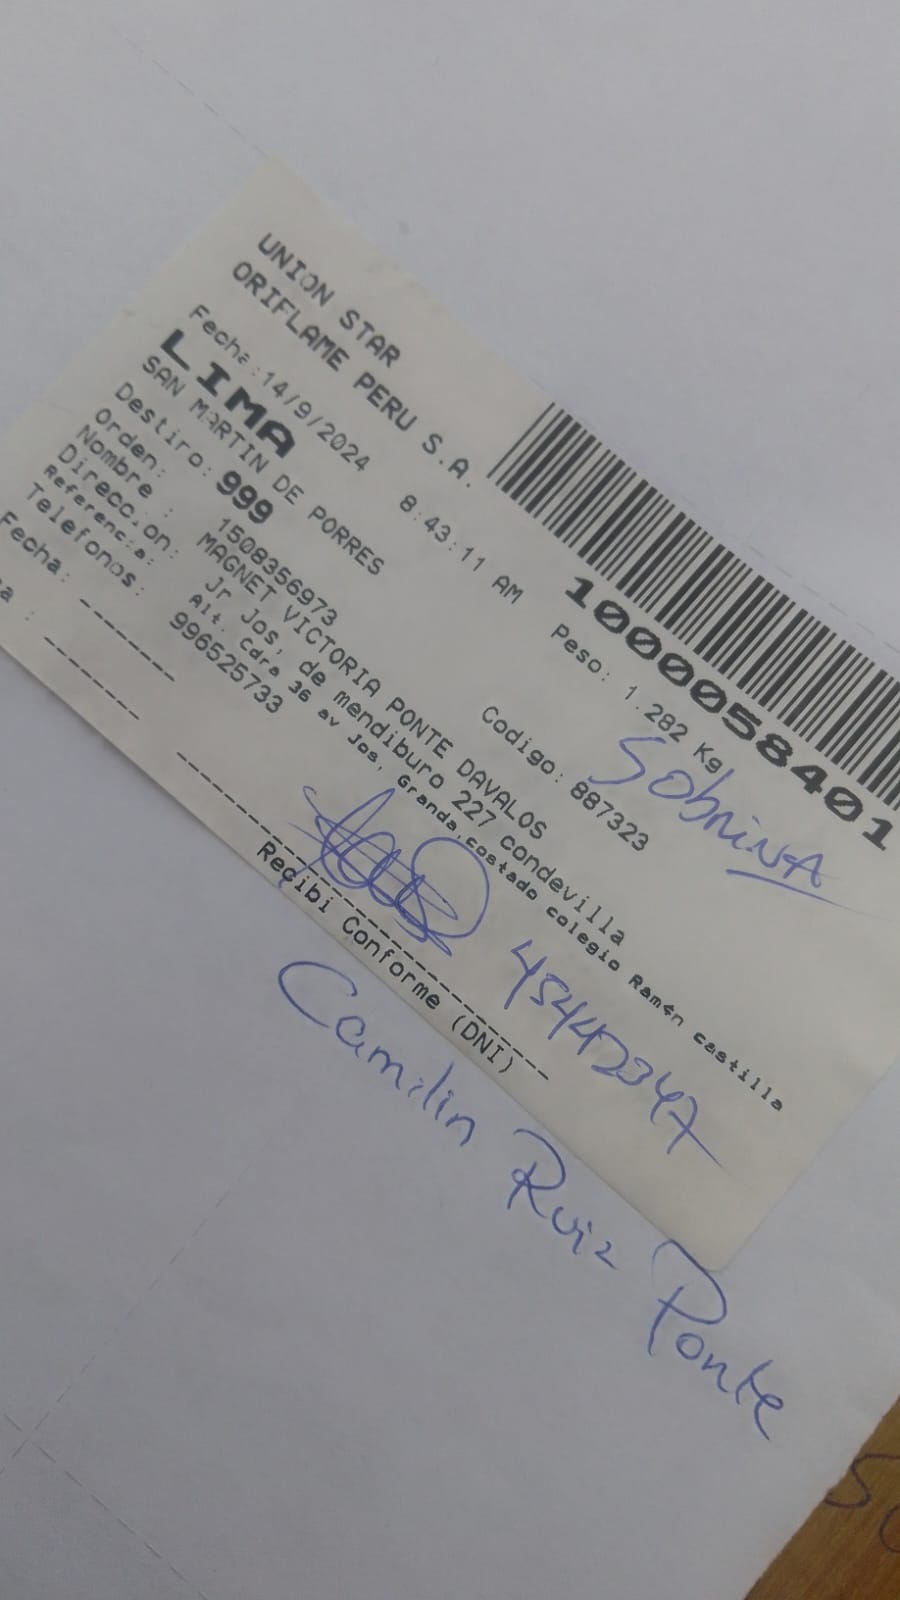 UNION STAR
ORIFLAME PERU S.A.
Fecha:14/9/2024 8:43:11 AM
LIMA
SAN MARTIN DE PORRES
1000058401
Peso: 1.282 Kg
Destino: 999
Orden: 1508356973 Codigo: 887323
Nombre : MAGNET VICTORIA PONTE DAVALOS
Direccion: Jr Jos, de mendiburo 227 condevilla
Referencia: Alt. Cdra 36 av Jos, Granda,costado colegio Ramón castilla
Telefonos: 996525733
Fecha:
SobrinA
45442347
Recibi Conforme (DNI)
Camilin Ruiz Ponte